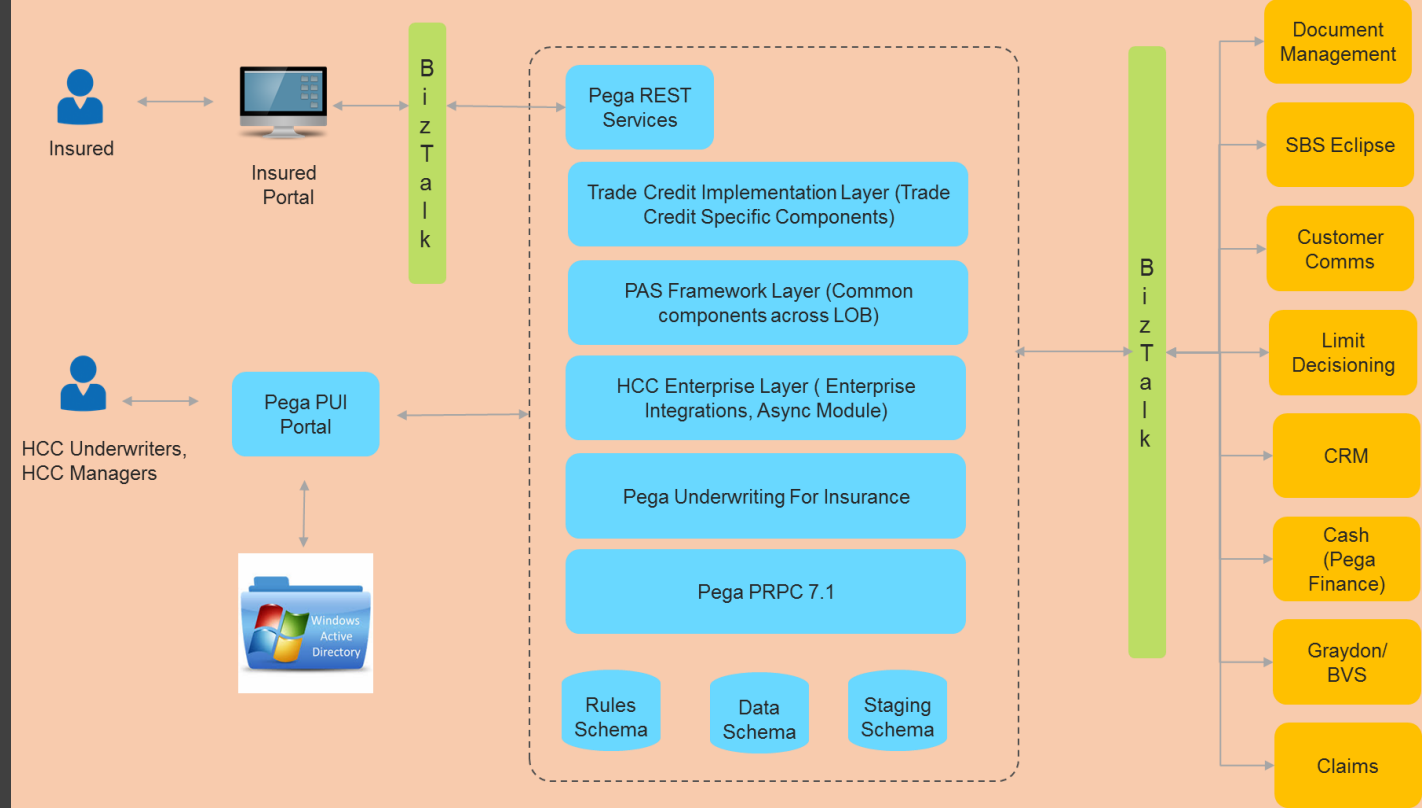 Insured
Insured
Portal
B
i
z
T
a
l
k
HCC Underwriters,
HCC Managers
Pega PUI
Portal
Windows
Active
Directory
Pega REST
Services
Trade Credit Implementation Layer (Trade
Credit Specific Components)
PAS Framework Layer (Common
components across LOB)
HCC Enterprise Layer ( Enterprise
Integrations, Async Module)
Pega Underwriting For Insurance
Pega PRPC 7.1
Rules
Schema
Data
Schema
Staging
Schema
B
i
z
T
a
l
k
Document
Management
SBS Eclipse
Customer
Comms
Limit
Decisioning
CRM
Cash
(Pega
Finance)
Graydon/
BVS
Claims